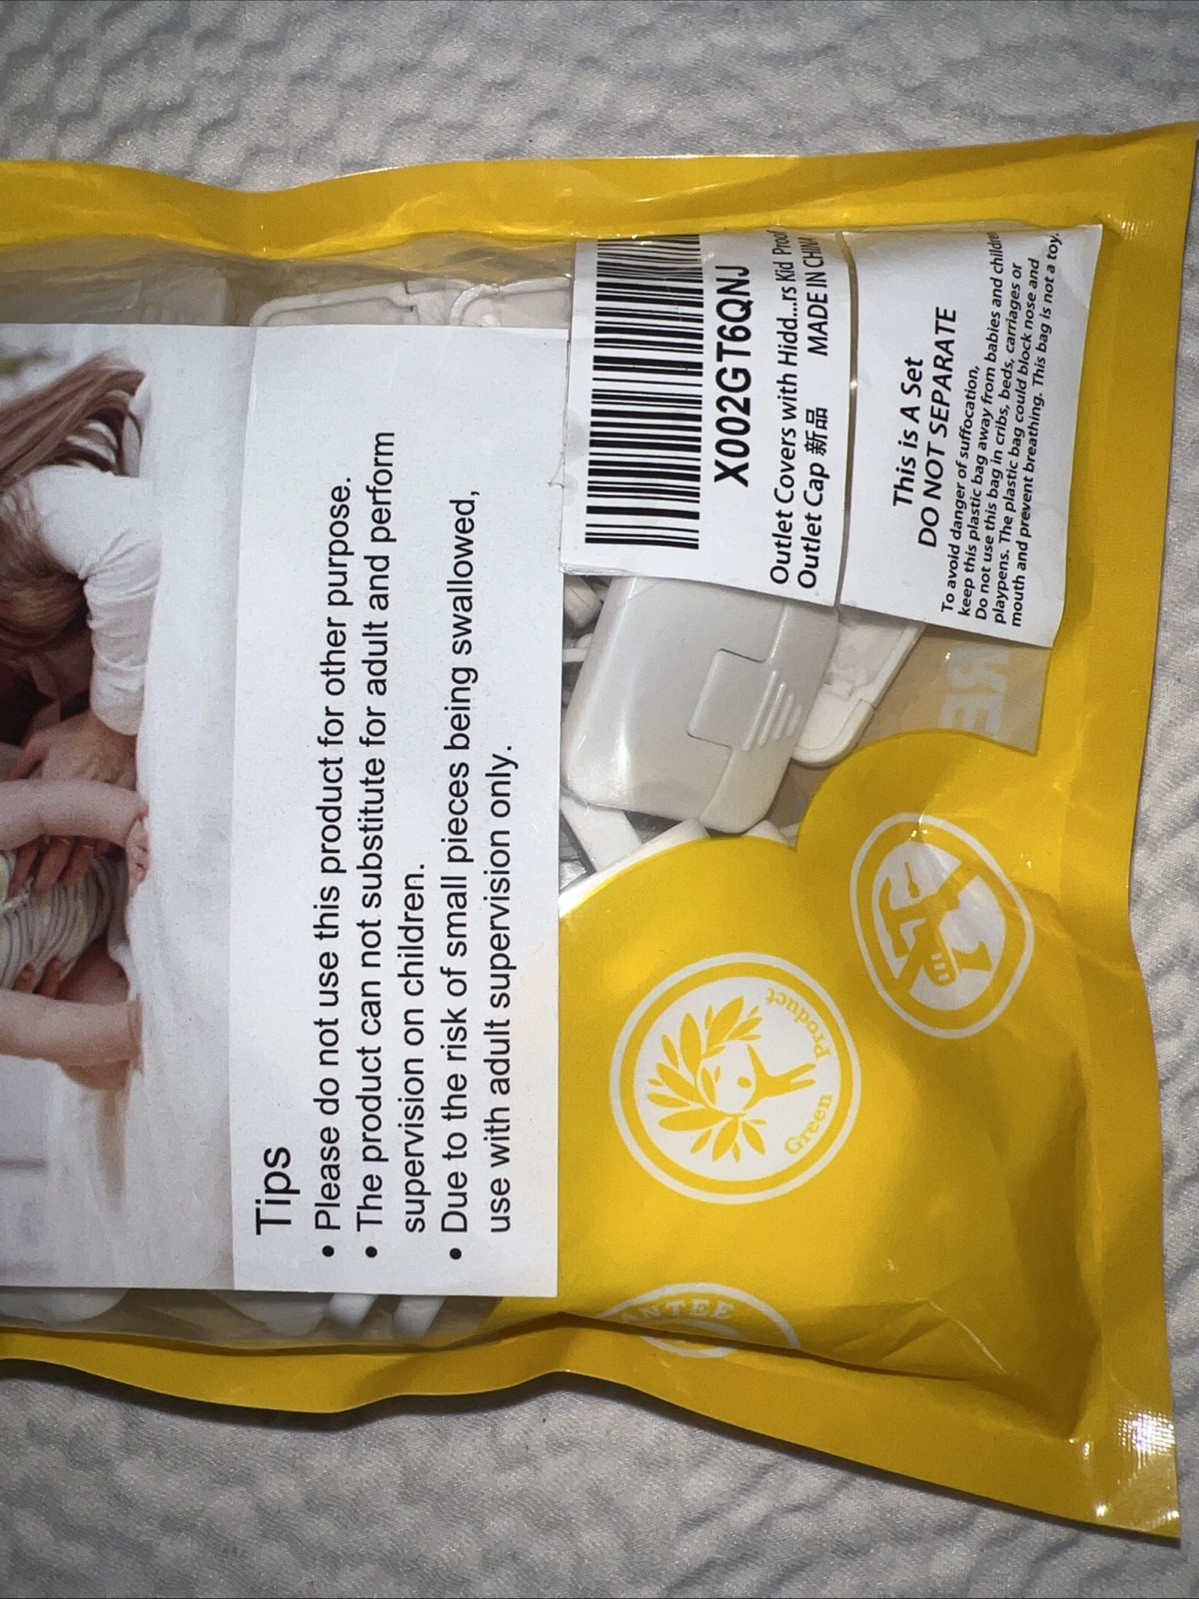 Tips
• Please do not use this product for other purpose.
• The product can not substitute for adult and perform
supervision on children.
• Due to the risk of small pieces being swallowed,
use with adult supervision only.
X002GT6QNJ
Outlet Covers with Hidd...rs Kid Proof
Outlet Cap 新品 MADE IN CHINA
This is A Set
DO NOT SEPARATE
To avoid danger of suffocation,
keep this plastic bag away from babies and children
Do not use this bag in cribs, beds, carriages or
playpens. The plastic bag could block nose and
mouth and prevent breathing. This bag is not a toy.
Green Product